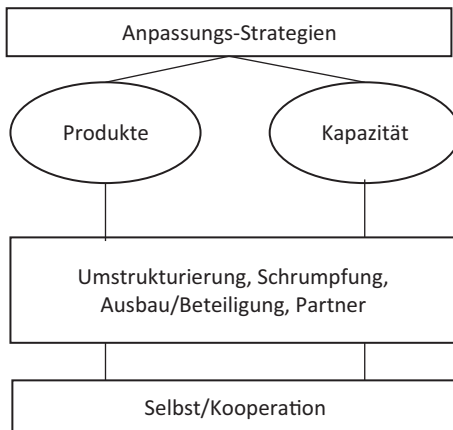 Anpassungs-Strategien
Produkte
Kapazität
Umstrukturierung, Schrumpfung,
Ausbau/Beteiligung, Partner
Selbst/Kooperation